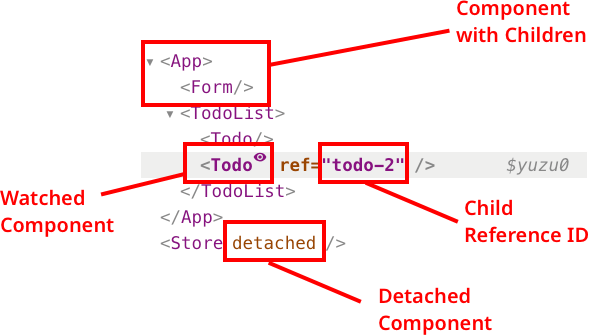 Component
with Children
▾ <App>
<Form/>
▾ <TodoList>
<Todo/>
<Todo ref="todo-2" /> $yuzu0
</TodoList>
</App>
<Store detached />
Watched
Component
Child
Reference ID
Detached
Component